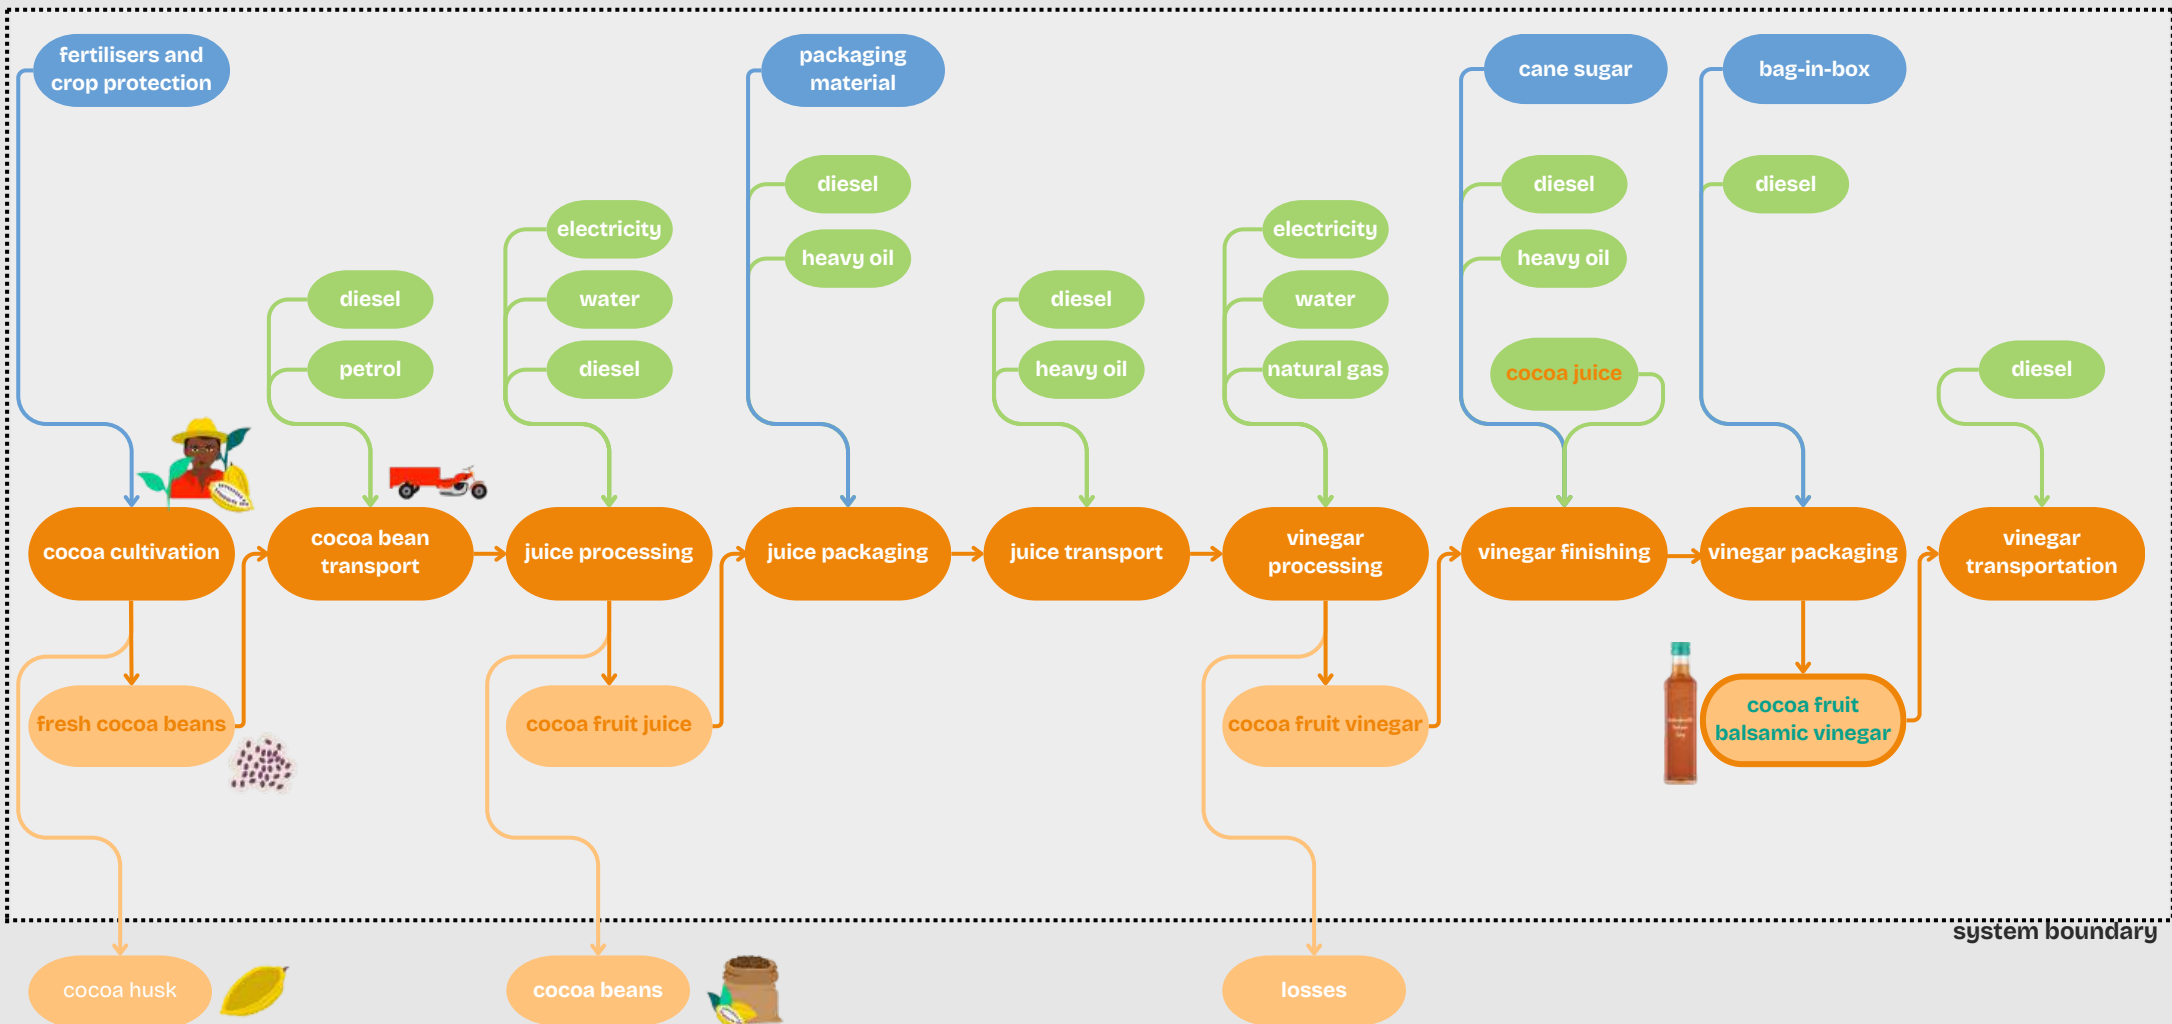 fertilisers and
crop protection
packaging
material
cane sugar
bag-in-box
diesel
diesel
diesel
electricity
electricity
heavy oil
heavy oil
diesel
water
diesel
water
petrol
diesel
heavy oil
natural gas
cocoa juice
diesel
cocoa cultivation
cocoa bean
transport
juice processing
juice packaging
juice transport
vinegar
processing
vinegar finishing
vinegar packaging
vinegar
transportation
fresh cocoa beans
cocoa fruit juice
cocoa fruit vinegar
cocoa fruit
balsamic vinegar
system boundary
cocoa husk
cocoa beans
losses